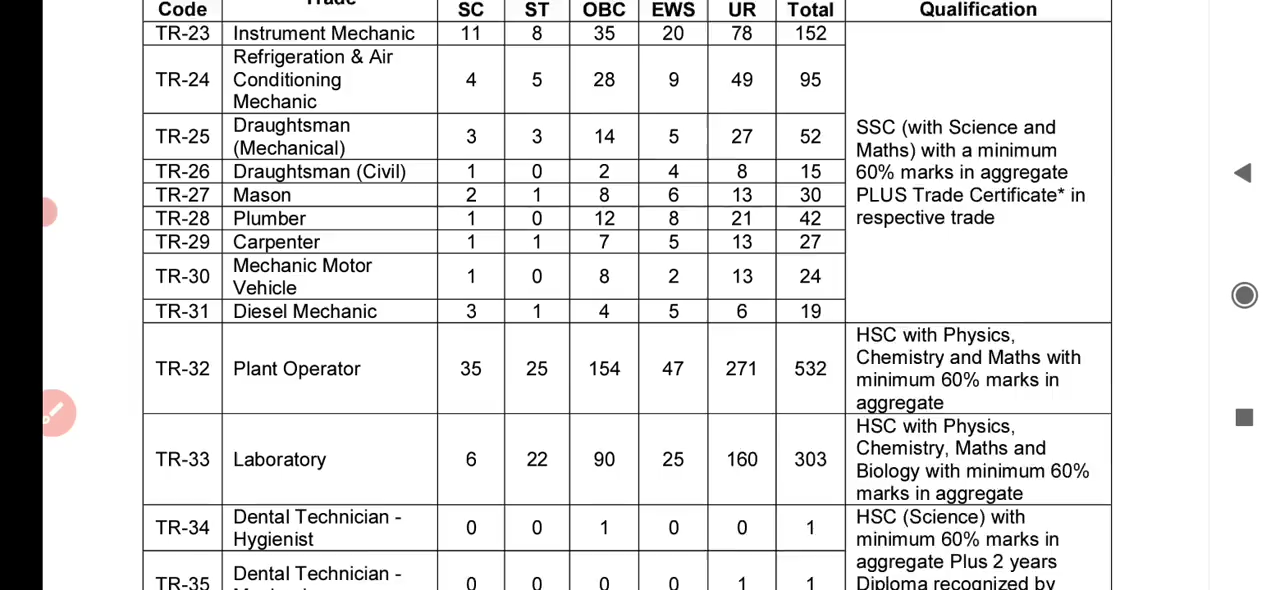 Code Trade SC ST OBC EWS UR Total Qualification
TR-23 Instrument Mechanic 11 8 35 20 78 152
Refrigeration & Air
TR-24 Conditioning 4 5 28 9 49 95
Mechanic
TR-25 Draughtsman 3 3 14 5 27 52
(Mechanical)
TR-26 Draughtsman (Civil) 1 0 2 4 8 15
TR-27 Mason 2 1 8 6 13 30
TR-28 Plumber 1 0 12 8 21 42
TR-29 Carpenter 1 1 7 5 13 27
TR-30 Mechanic Motor 1 0 8 2 13 24
Vehicle
TR-31 Diesel Mechanic 3 1 4 5 6 19
SSC (with Science and
Maths) with a minimum
60% marks in aggregate
PLUS Trade Certificate* in
respective trade
TR-32 Plant Operator 35 25 154 47 271 532
HSC with Physics,
Chemistry and Maths with
minimum 60% marks in
aggregate
TR-33 Laboratory 6 22 90 25 160 303
HSC with Physics,
Chemistry, Maths and
Biology with minimum 60%
marks in aggregate
TR-34 Dental Technician - 0 0 1 0 0 1
Hygienist
TR-35 Dental Technician - 0 0 0 0 1 1
HSC (Science) with
minimum 60% marks in
aggregate Plus 2 years
Diploma recognized by